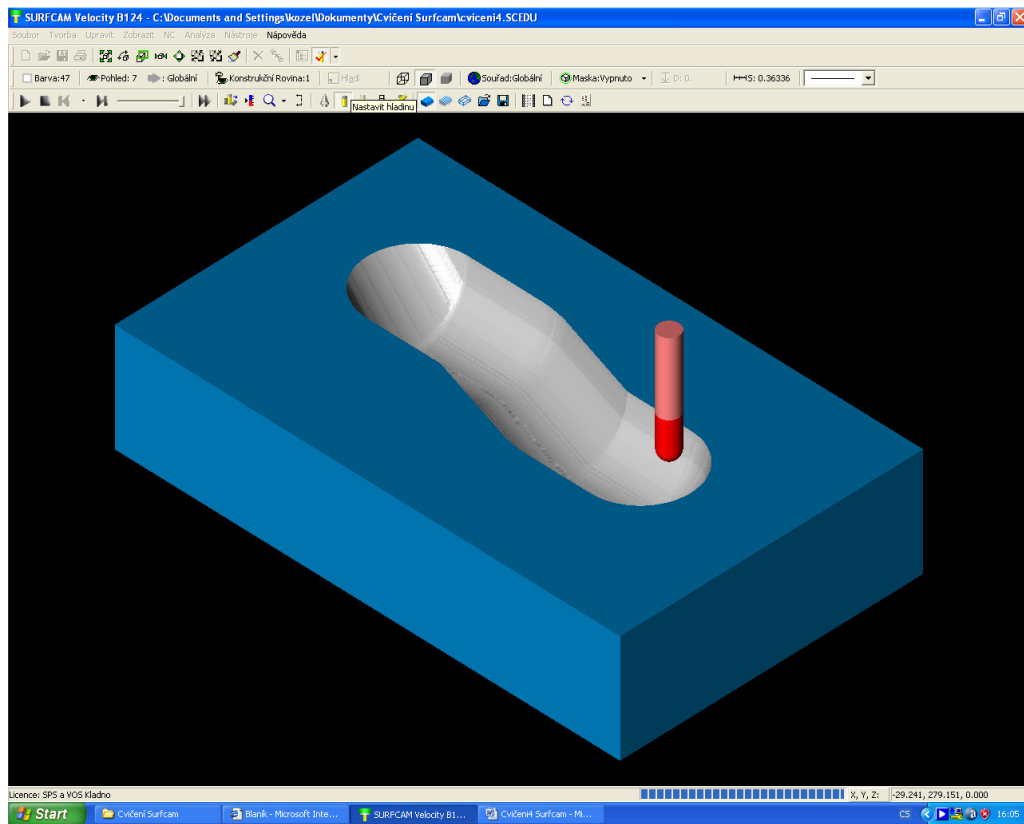 SURFCAM Velocity B124 - C:\Documents and Settings\kozel\Dokumenty\Cvičení Surfcam\cviceni4.SCEDU
Soubor Tvorba Upravit Zobrazit NC Analýza Nástroje Nápověda
Barva:47 Pohled: 7 : Globální Konstrukční Rovina:1 Hladi Souřad:Globální Maska:Vypnuto D: 0. S: 0.36336
Nastavit hladinu
Licence: SPS a VOS Kladno X, Y, Z: -29.241, 279.151, 0.000
Start Cvičení Surfcam Blaník - Microsoft Inte... SURFCAM Velocity B1... Cvičení4 Surfcam - Mi... CS 16:05